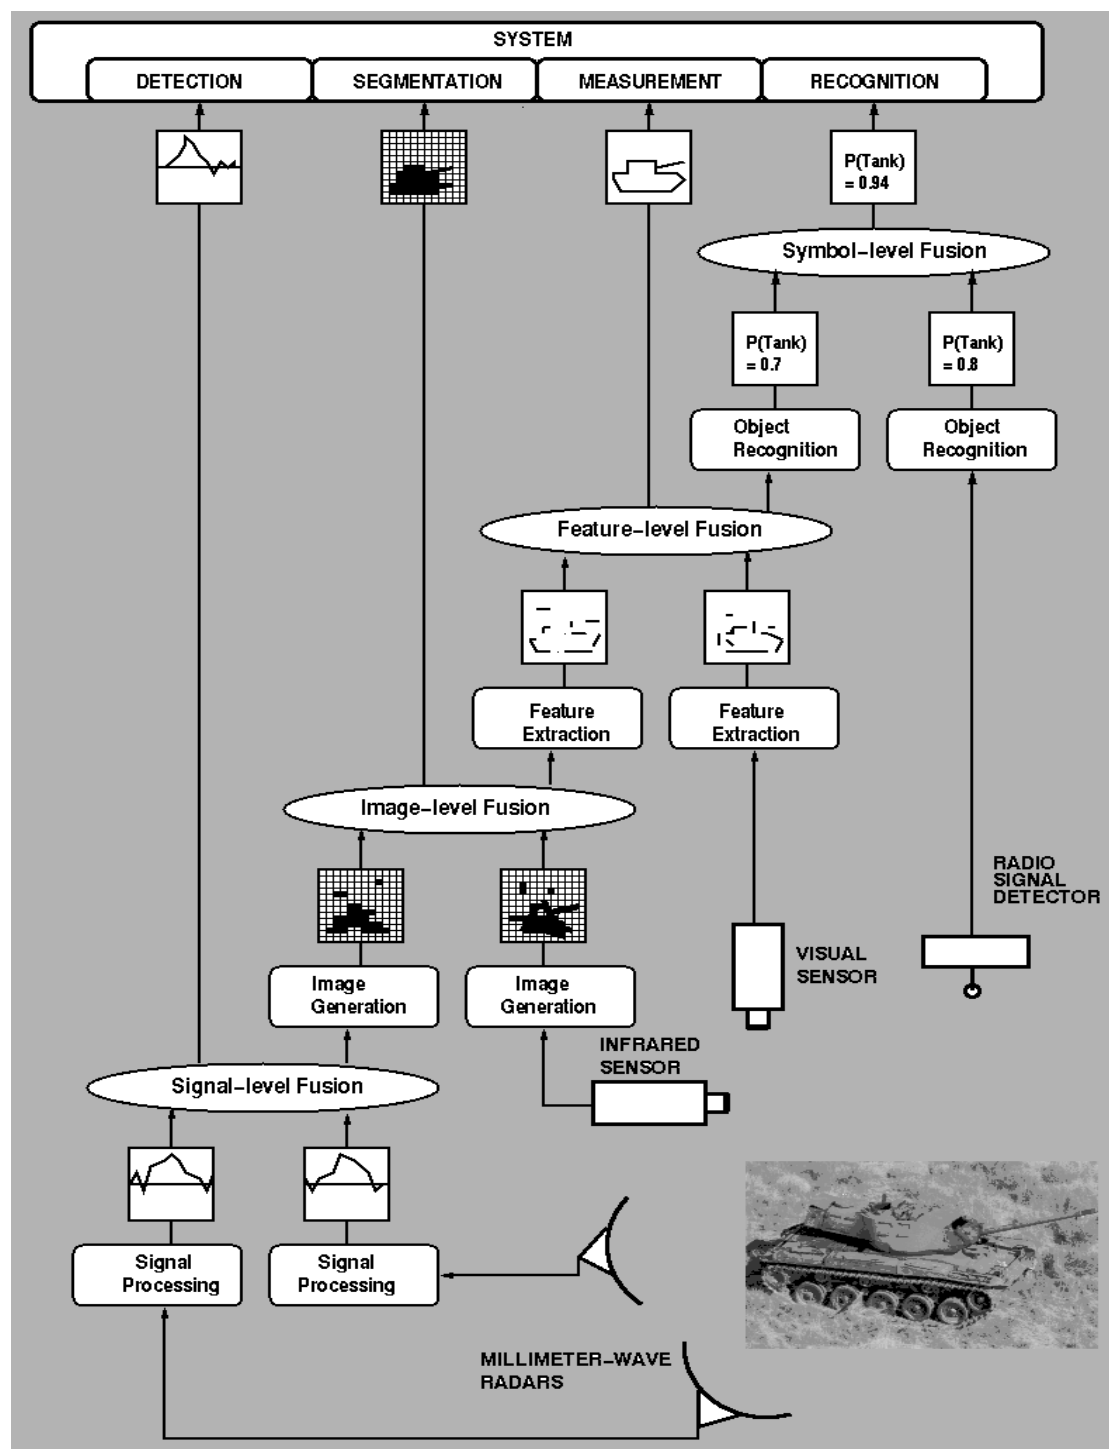 SYSTEM
DETECTION
SEGMENTATION
MEASUREMENT
RECOGNITION
P(Tank)
= 0.94
Symbol-level Fusion
P(Tank)
= 0.7
P(Tank)
= 0.8
Object
Recognition
Object
Recognition
Feature-level Fusion
Feature
Extraction
Feature
Extraction
Image-level Fusion
RADIO
SIGNAL
DETECTOR
VISUAL
SENSOR
Image
Generation
Image
Generation
INFRARED
SENSOR
Signal-level Fusion
Signal
Processing
Signal
Processing
MILLIMETER-WAVE
RADARS